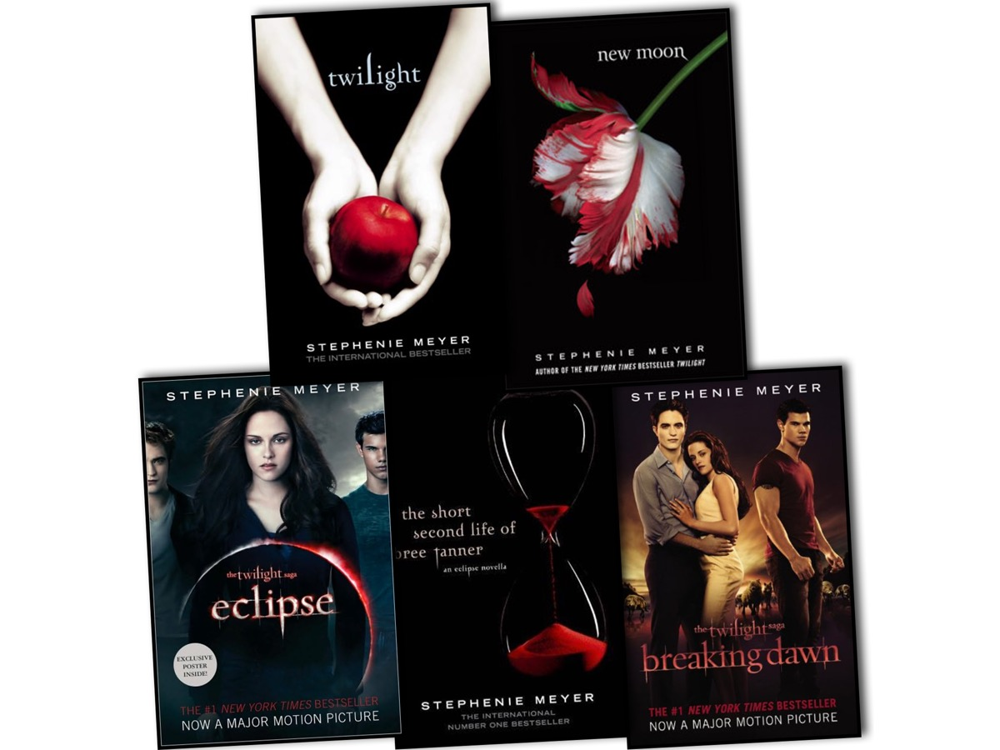 twilight
STEPHENIE MEYER
THE INTERNATIONAL BESTSELLER
new moon
STEPHENIE MEYER
AUTHOR OF THE NEW YORK TIMES BESTSELLER TWILIGHT
STEPHENIE MEYER
the twilight saga
eclipse
EXCLUSIVE
POSTER
INSIDE!
THE #1 NEW YORK TIMES BESTSELLER
NOW A MAJOR MOTION PICTURE
the short
second life of
bree tanner
an eclipse novella
STEPHENIE MEYER
THE INTERNATIONAL
NUMBER ONE BESTSELLER
STEPHENIE MEYER
the twilight saga
breaking dawn
THE #1 NEW YORK TIMES BESTSELLER
NOW A MAJOR MOTION PICTURE